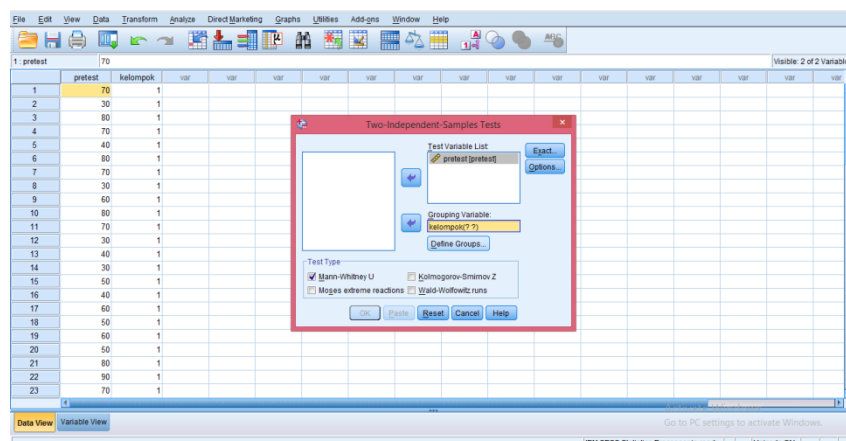 File Edit View Data Transform Analyze Direct Marketing Graphs Utilities Add-ons Window Help
1 : pretest 70 Visible: 2 of 2 Variable
pretest kelompok var var var var var var var var var var var var var var
1 70 1
2 30 1
3 80 1
4 70 1
5 40 1
6 80 1
7 70 1
8 30 1
9 60 1
10 80 1
11 70 1
12 30 1
13 40 1
14 30 1
15 50 1
16 40 1
17 60 1
18 50 1
19 60 1
20 50 1
21 80 1
22 90 1
23 70 1
Two-Independent-Samples Tests
Test Variable List:
pretest [pretest]
Exact...
Options...
Grouping Variable:
kelompok(? ?)
Define Groups...
Test Type
Mann-Whitney U Kolmogorov-Smirnov Z
Moses extreme reactions Wald-Wolfowitz runs
OK Paste Reset Cancel Help
Data View Variable View
Go to PC settings to activate Windows.